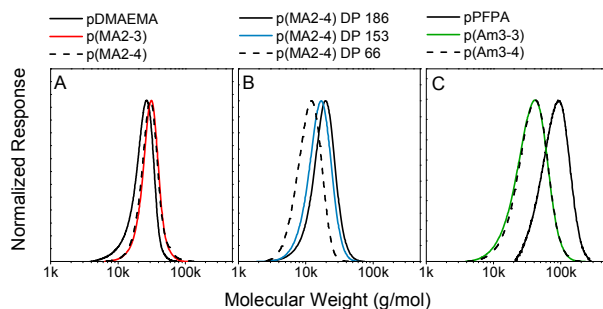 pDMAEMA
p(MA2-3)
p(MA2-4)
p(MA2-4) DP 186
p(MA2-4) DP 153
p(MA2-4) DP 66
pPFPA
p(Am3-3)
p(Am3-4)
A
B
C
Normalized Response
1k 10k 100k 1k 10k 100k 1k 10k 100k
Molecular Weight (g/mol)